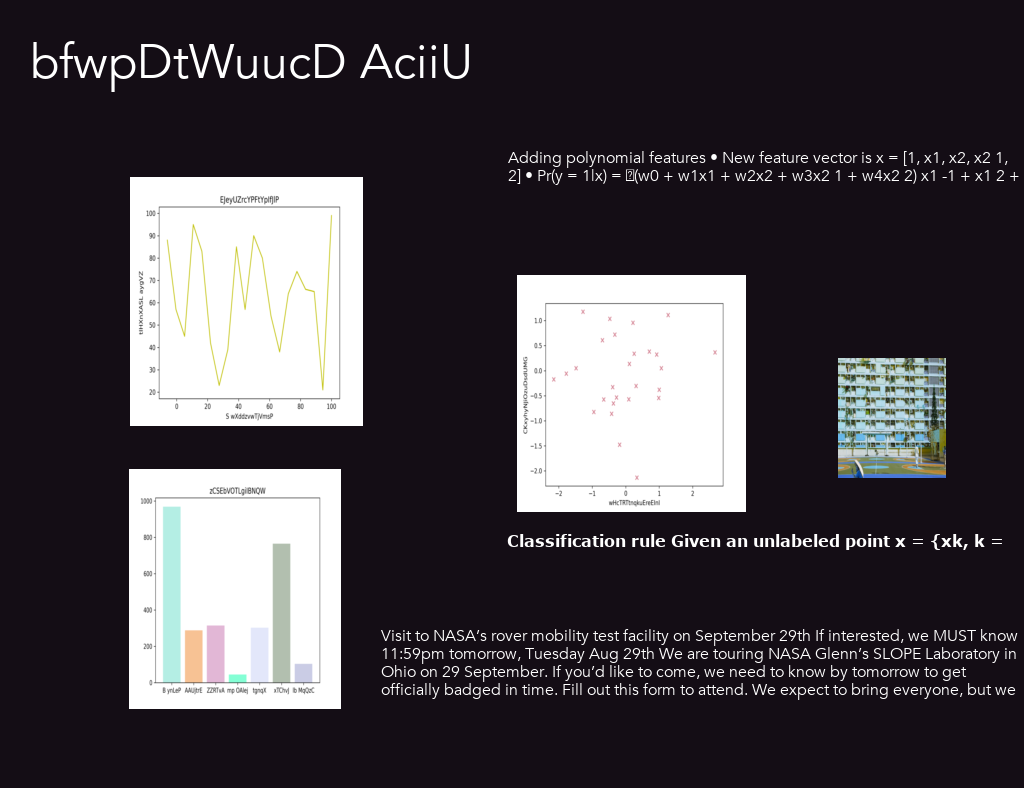 bfwpDtWuucD AciiU
Adding polynomial features • New feature vector is x = [1, x1, x2, x2 1,
2] • Pr(y = 1|x) = (w0 + w1x1 + w2x2 + w3x2 1 + w4x2 2) x1 -1 + x1 2 +
EJeyUZrcYPFtYpIfJIP
100
90
80
70
60
50
40
30
20
0 20 40 60 80 100
1.0
0.5
0.0
−0.5
−1.0
−1.5
−2.0
−2 −1 0 1 2
Classification rule Given an unlabeled point x = {xk, k =
zCSEbVOTLgiIBNQW
1000
800
600
400
200
0
B ynLeP AAUjtrE ZZRTvA mp OAlej tgnqX xTChvJ lb MqQzC
Visit to NASA’s rover mobility test facility on September 29th If interested, we MUST know
11:59pm tomorrow, Tuesday Aug 29th We are touring NASA Glenn’s SLOPE Laboratory in
Ohio on 29 September. If you’d like to come, we need to know by tomorrow to get
officially badged in time. Fill out this form to attend. We expect to bring everyone, but we